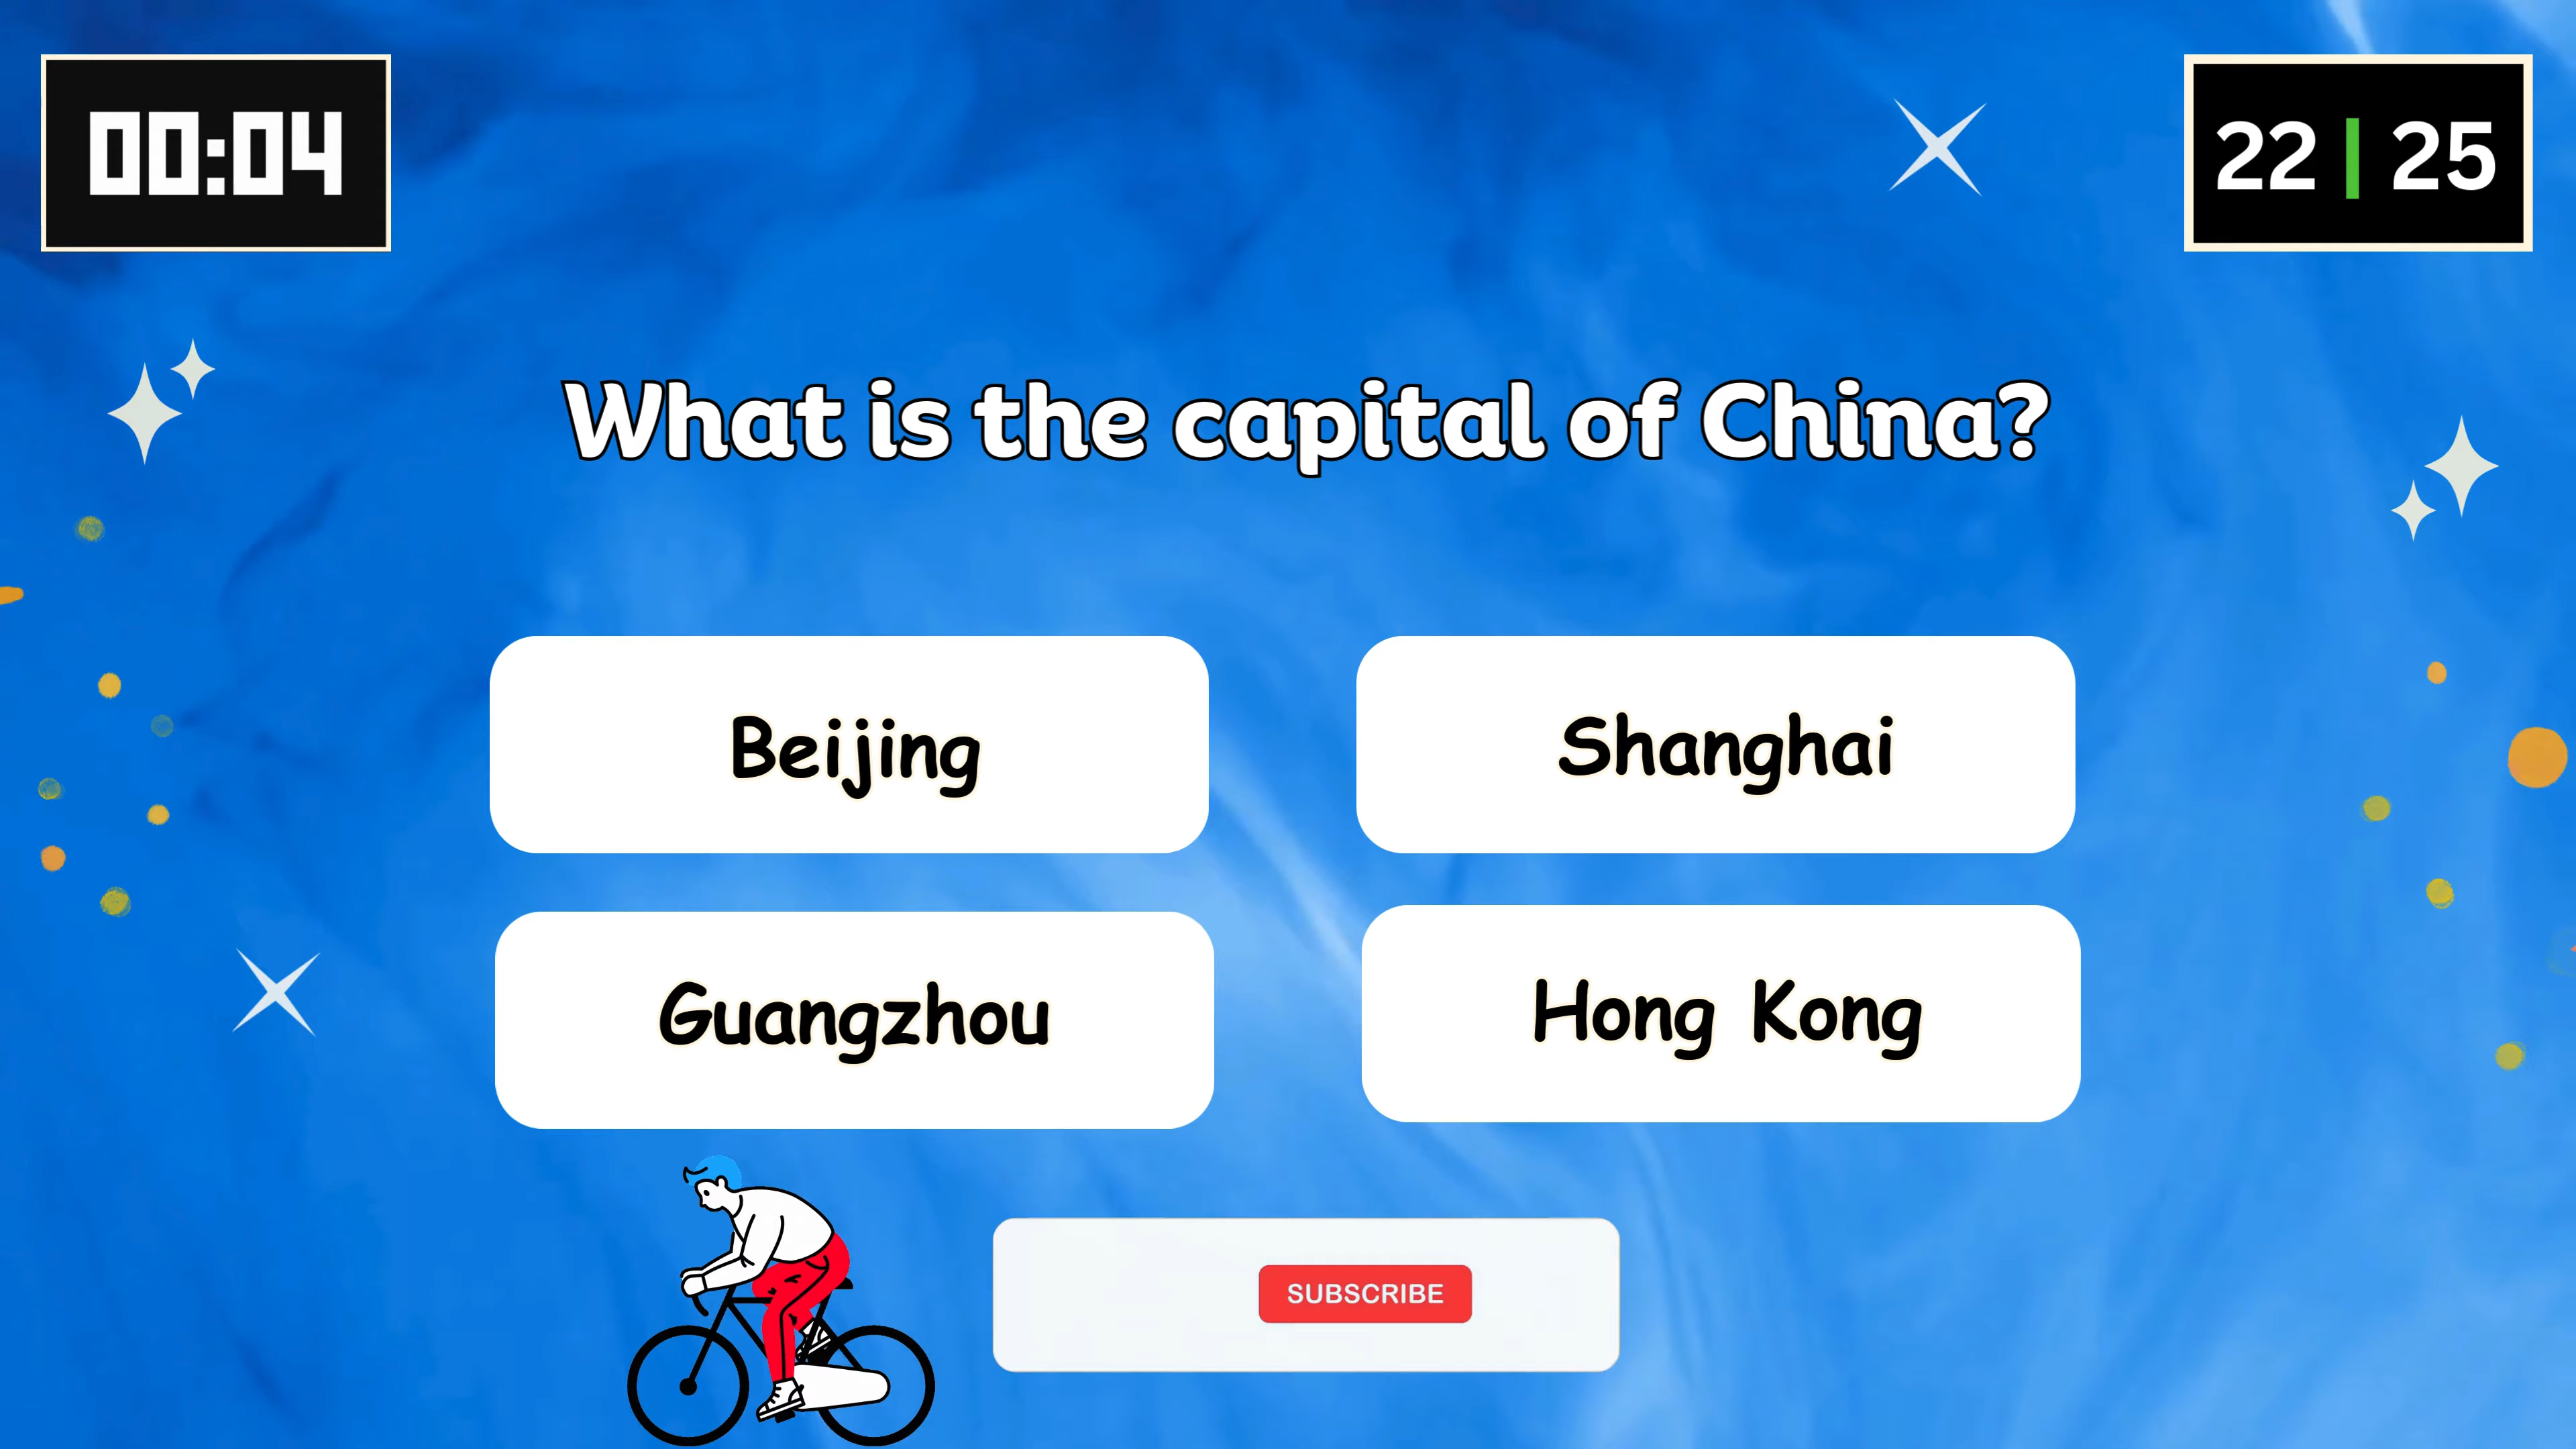 00:04
22 | 25
What is the capital of China?
Beijing
Shanghai
Guangzhou
Hong Kong
SUBSCRIBE